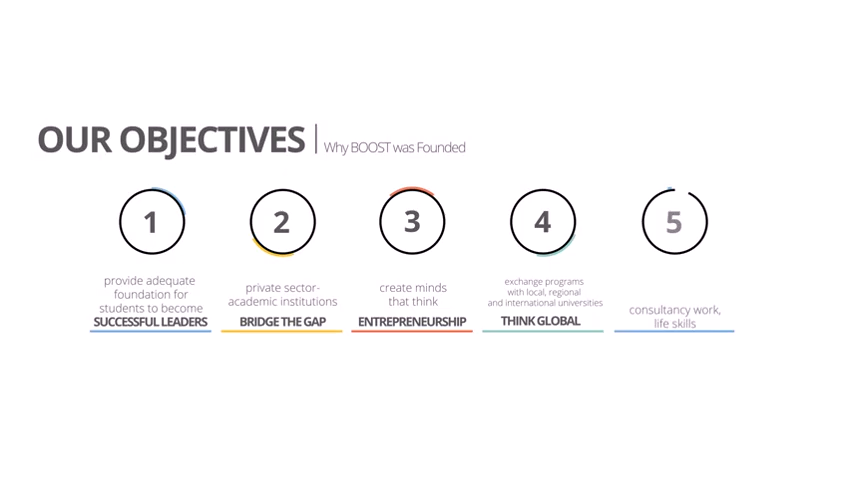 OUR OBJECTIVES | Why BOOST was Founded
1
provide adequate
foundation for
students to become
SUCCESSFUL LEADERS
2
private sector-
academic institutions
BRIDGE THE GAP
3
create minds
that think
ENTREPRENEURSHIP
4
exchange programs
with local, regional
and international universities
THINK GLOBAL
5
consultancy work,
life skills